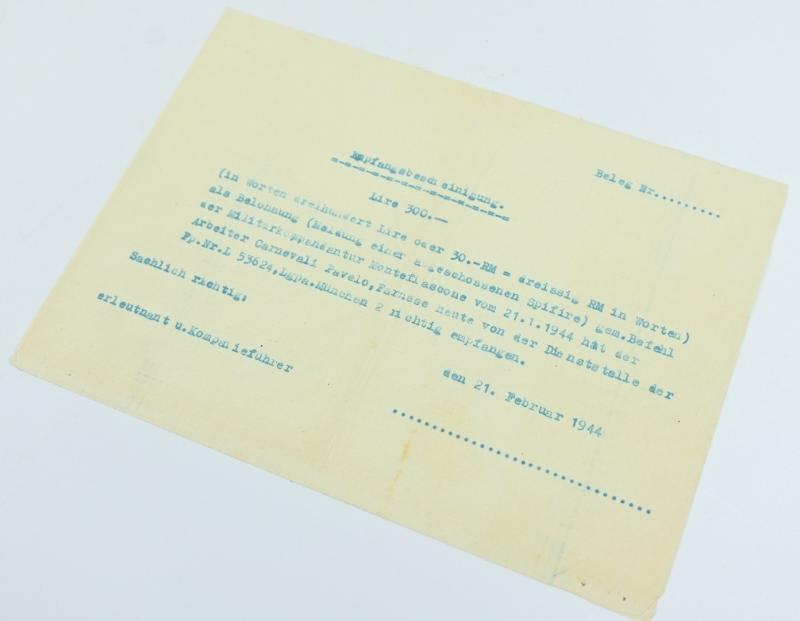 Beleg Nr.........
Empfangsbescheinigung.
=-=-=-=-=-=-=-=-=-=-=-=
Lire 300.--
(in Worten dreihundert Lire oder 30.-RM = dreissig RM in Worten)
als Belohnung (Meldung einer abgeschossenen Spifire) gem.Befehl
der Militärkommandantur Montefiascone vom 21.1.1944 hat der
Arbeiter Carnevali Pavelo,Farnese heute von der Dienststelle der
Fp.Nr.L 53624,Lgpa.München 2 richtig empfangen.
Sachlich richtig:
den 21. Februar 1944
erleutnant u.Kompanieführer
................................